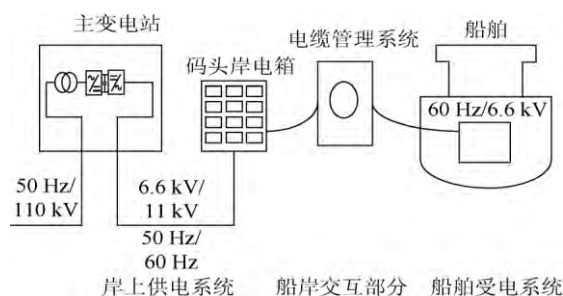 主变电站
码头岸电箱
电缆管理系统
船舶
60 Hz/6.6 kV
50 Hz/
110 kV
6.6 kV/
11 kV
50 Hz/
60 Hz
岸上供电系统
船岸交互部分
船舶受电系统